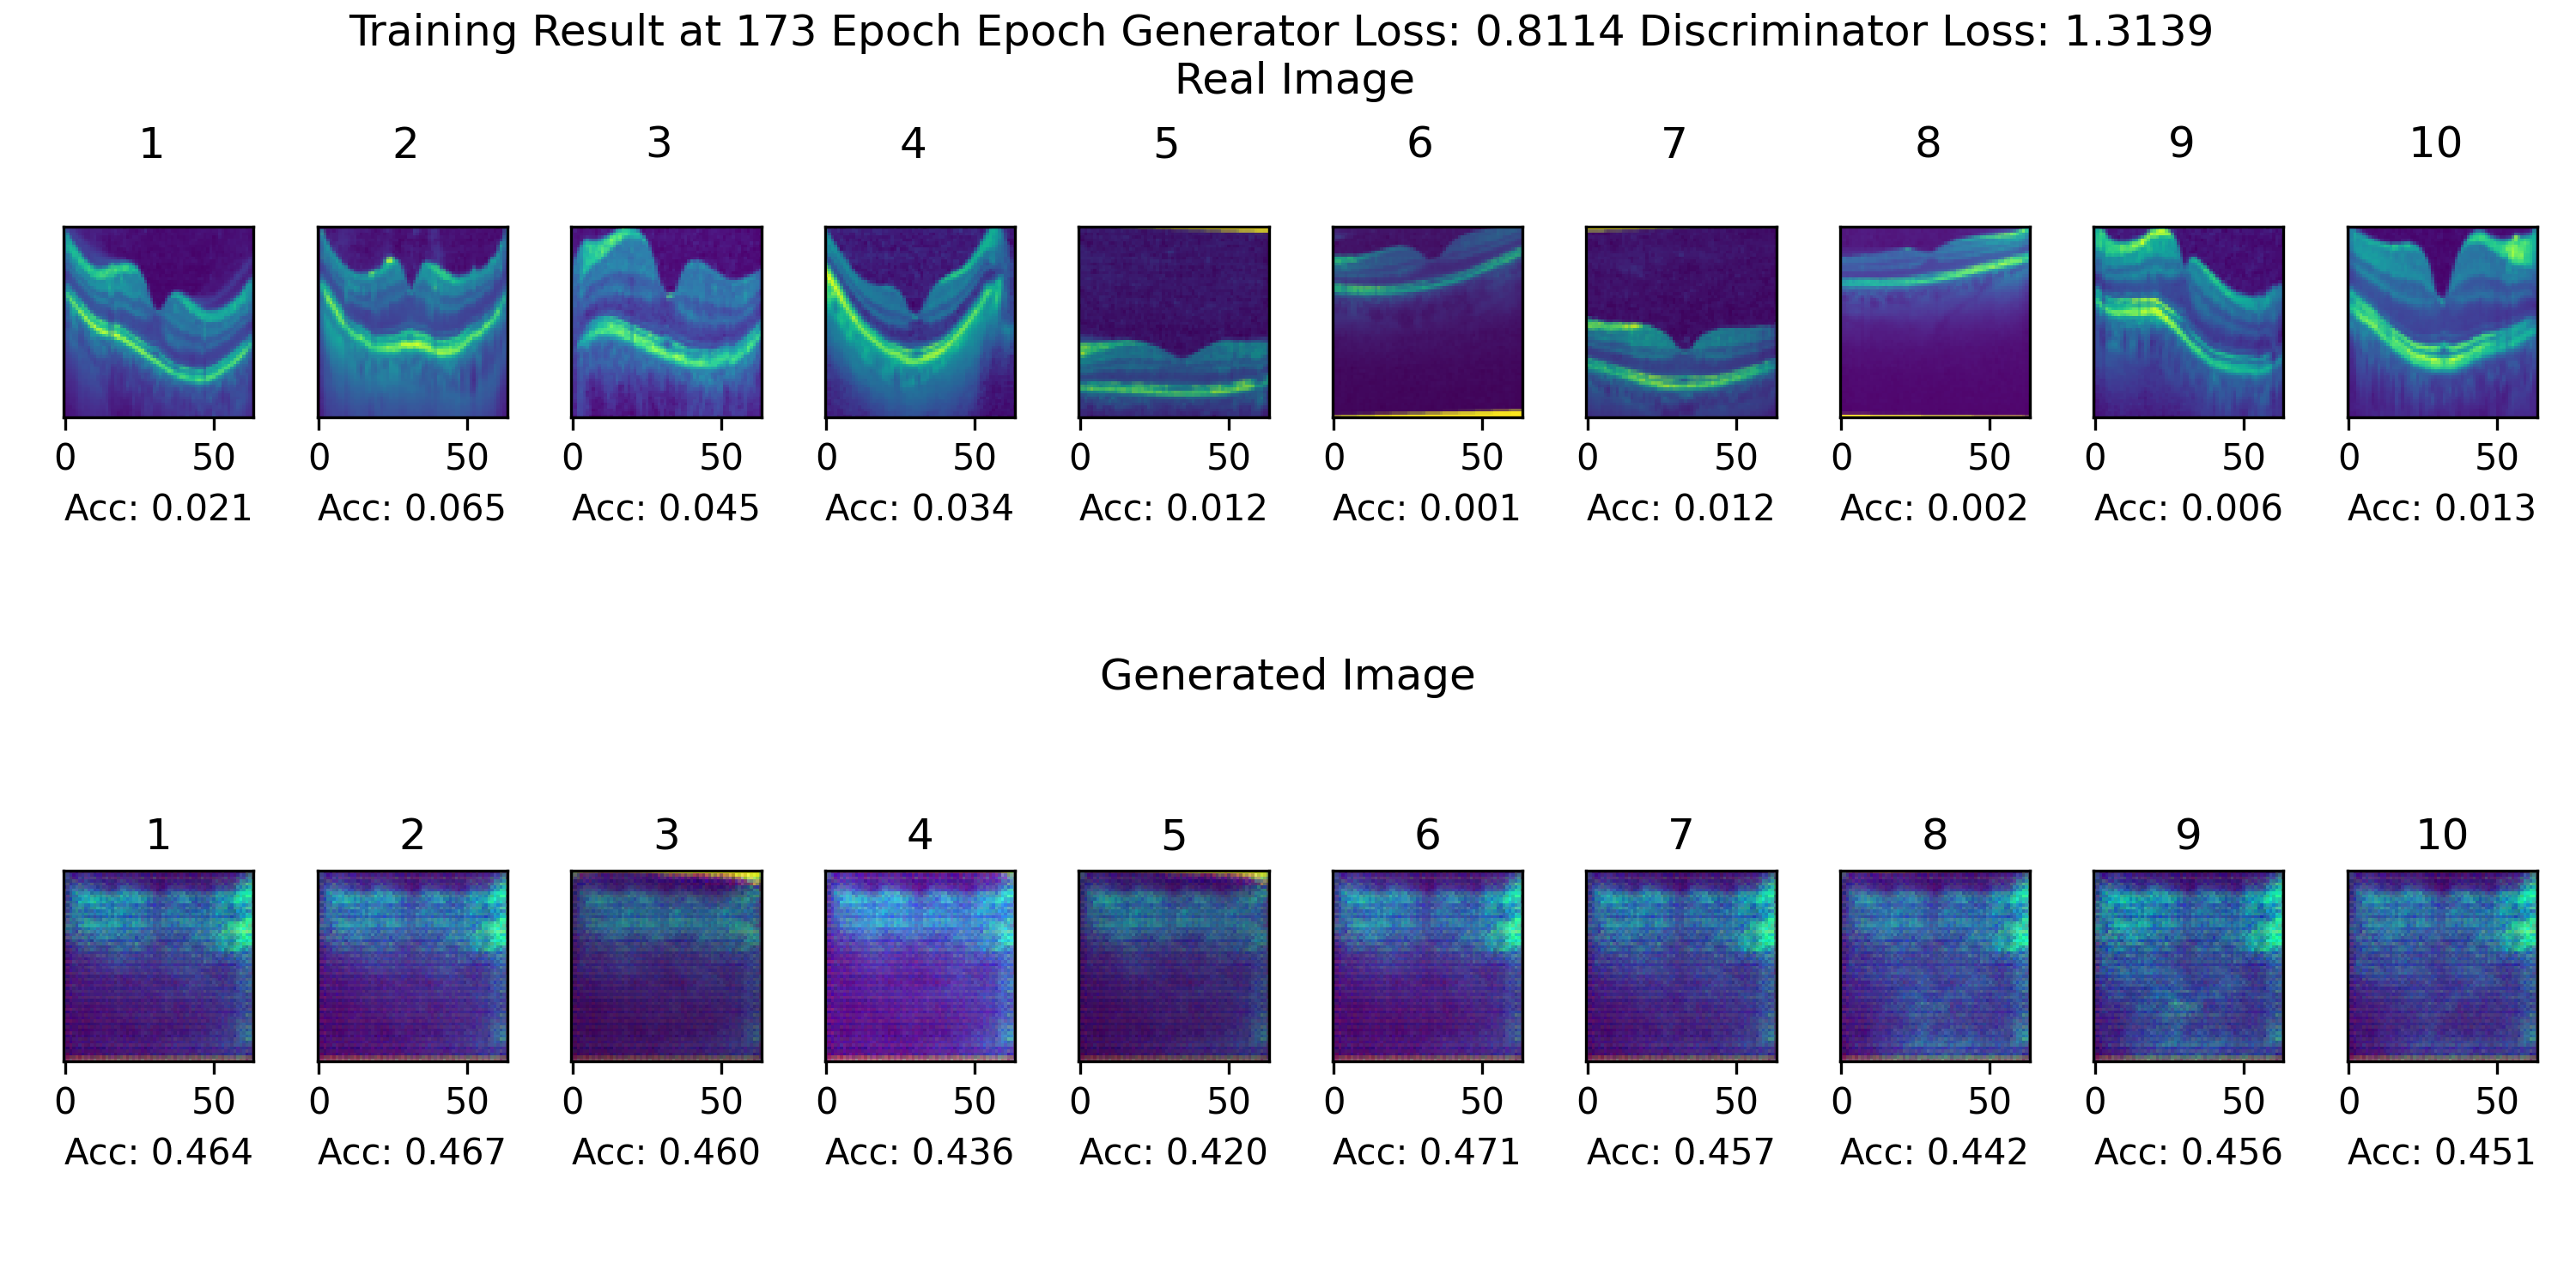 Training Result at 173 Epoch Epoch Generator Loss: 0.8114 Discriminator Loss: 1.3139
Real Image
1 2 3 4 5 6 7 8 9 10
0 50 0 50 0 50 0 50 0 50 0 50 0 50 0 50 0 50 0 50
Acc: 0.021 Acc: 0.065 Acc: 0.045 Acc: 0.034 Acc: 0.012 Acc: 0.001 Acc: 0.012 Acc: 0.002 Acc: 0.006 Acc: 0.013
Generated Image
1 2 3 4 5 6 7 8 9 10
0 50 0 50 0 50 0 50 0 50 0 50 0 50 0 50 0 50 0 50
Acc: 0.464 Acc: 0.467 Acc: 0.460 Acc: 0.436 Acc: 0.420 Acc: 0.471 Acc: 0.457 Acc: 0.442 Acc: 0.456 Acc: 0.451